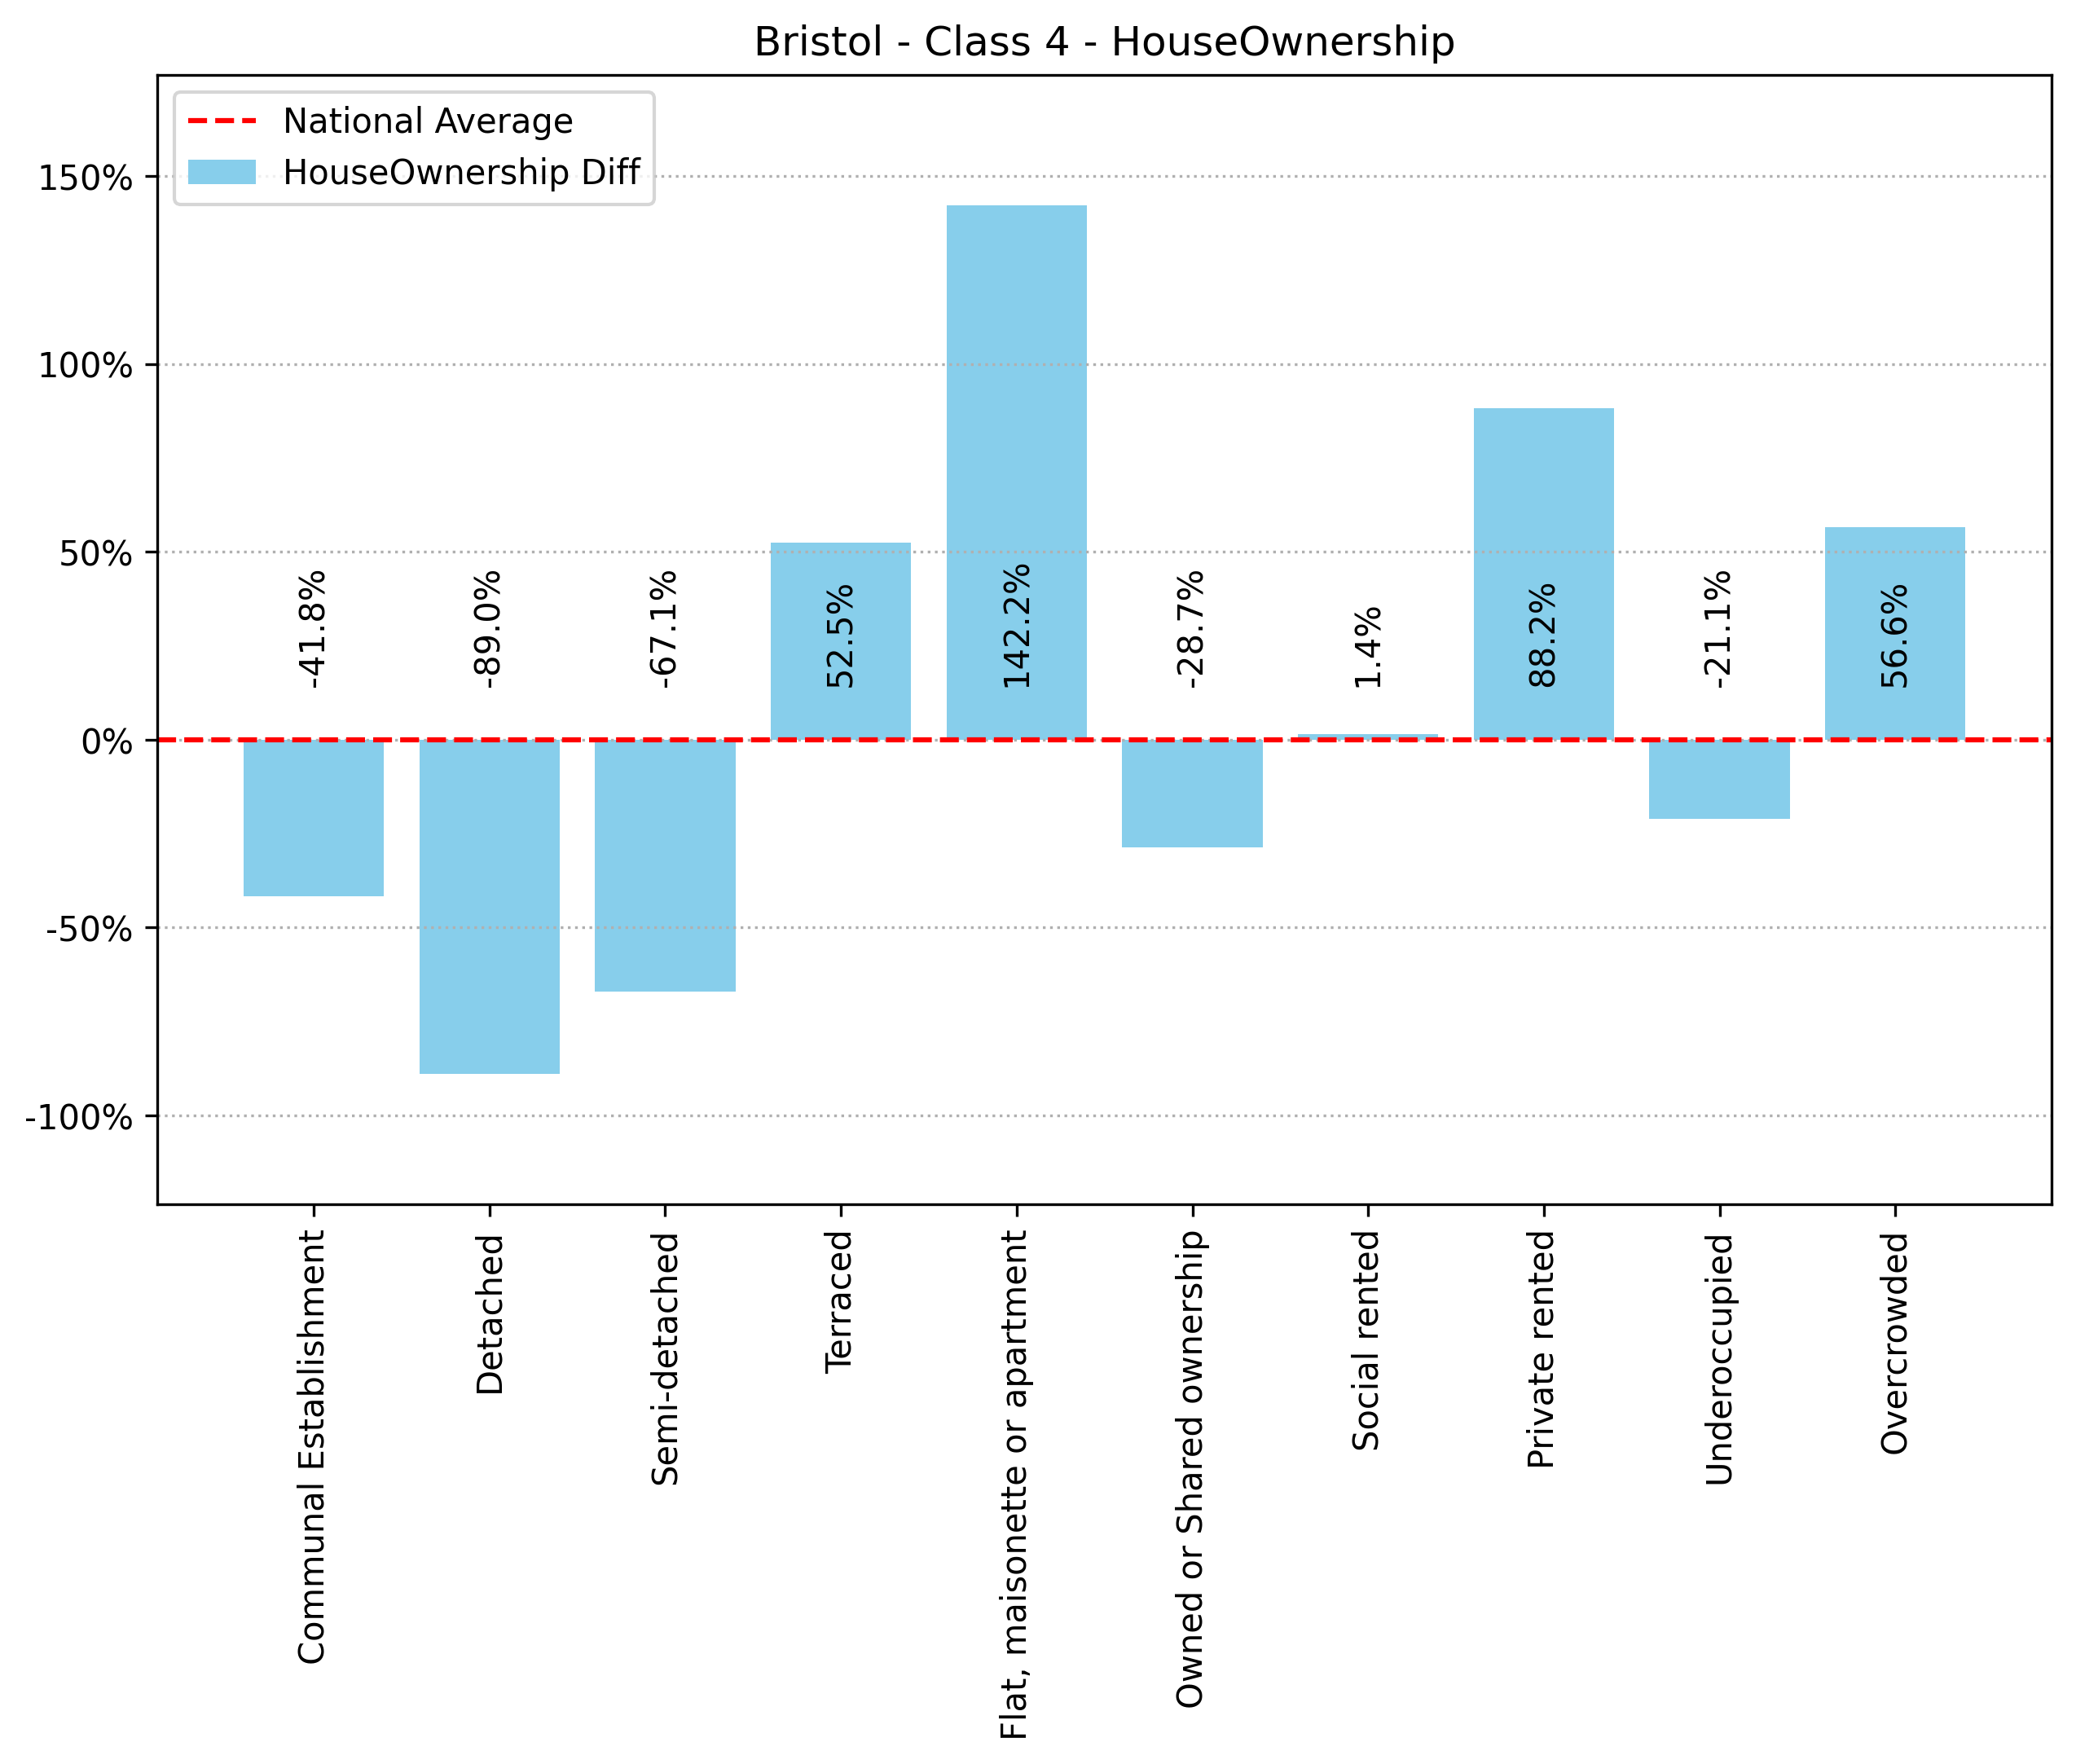 Bristol - Class 4 - HouseOwnership
National Average
HouseOwnership Diff
150%
100%
50%
0%
-50%
-100%
-41.8%
-89.0%
-67.1%
52.5%
142.2%
-28.7%
1.4%
88.2%
-21.1%
56.6%
Communal Establishment
Detached
Semi-detached
Terraced
Flat, maisonette or apartment
Owned or Shared ownership
Social rented
Private rented
Underoccupied
Overcrowded